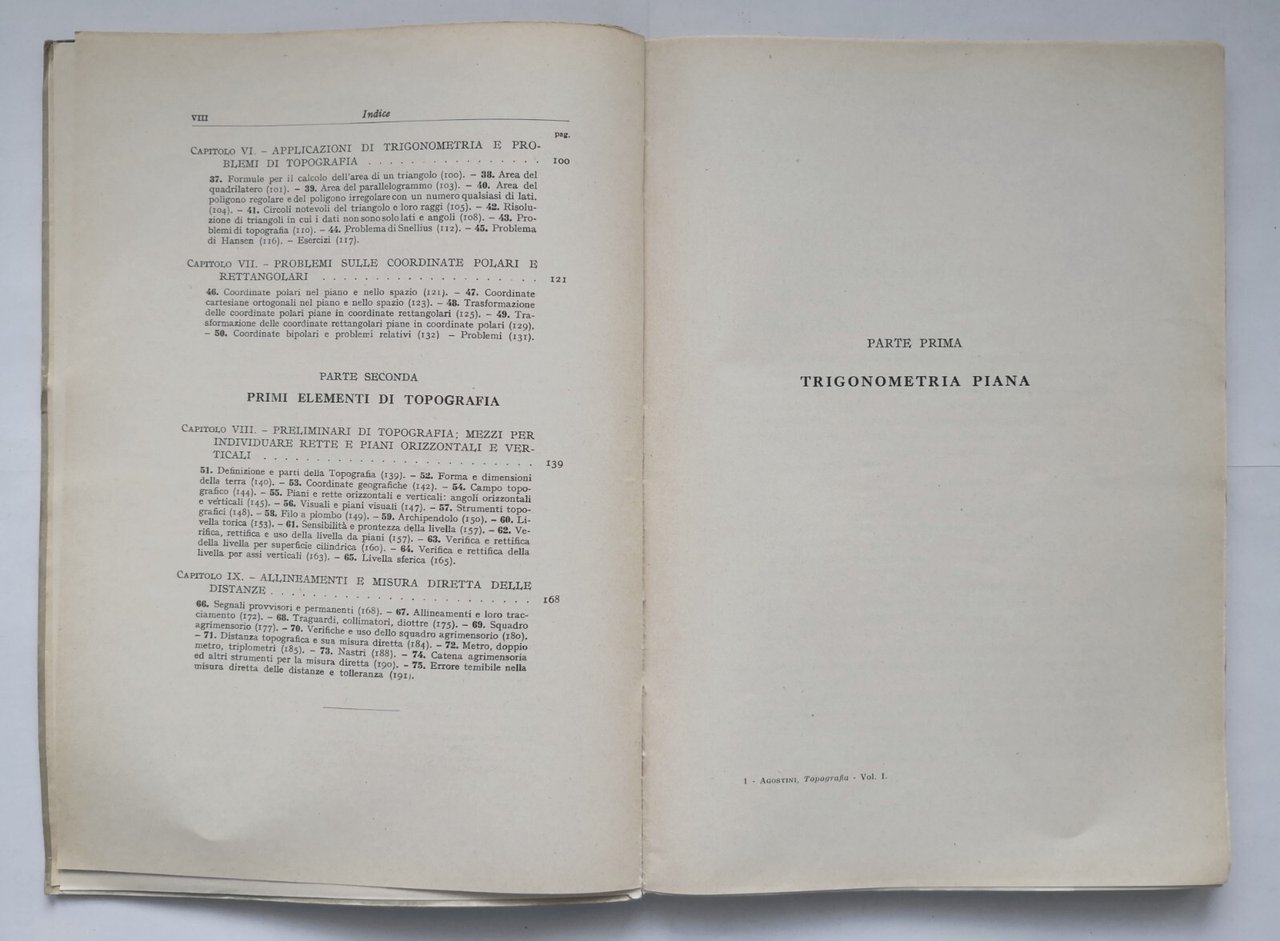 VIII
Indice
pag.
CAPITOLO VI. – APPLICAZIONI DI TRIGONOMETRIA E PRO-
BLEMI DI TOPOGRAFIA . . . . . . . . . . . . . . . . 100
37. Formule per il calcolo dell'area di un triangolo (100). – 38. Area del
quadrilatero (101). – 39. Area del parallelogrammo (103). – 40. Area del
poligono regolare e del poligono irregolare con un numero qualsiasi di lati.
(104). – 41. Circoli notevoli del triangolo e loro raggi (105). – 42. Risolu-
zione di triangoli in cui i dati non sono solo lati e angoli (108). – 43. Pro-
blemi di topografia (110). – 44. Problema di Snellius (112). – 45. Problema
di Hansen (116). – Esercizi (117).
CAPITOLO VII. – PROBLEMI SULLE COORDINATE POLARI E
RETTANGOLARI . . . . . . . . . . . . . . . . . . . . 121
46. Coordinate polari nel piano e nello spazio (121). – 47. Coordinate
cartesiane ortogonali nel piano e nello spazio (123). – 48. Trasformazione
delle coordinate polari piane in coordinate rettangolari (125). – 49. Tra-
sformazione delle coordinate rettangolari piane in coordinate polari (129).
– 50. Coordinate bipolari e problemi relativi (132) – Problemi (131).
PARTE SECONDA
PRIMI ELEMENTI DI TOPOGRAFIA
CAPITOLO VIII. – PRELIMINARI DI TOPOGRAFIA; MEZZI PER
INDIVIDUARE RETTE E PIANI ORIZZONTALI E VER-
TICALI . . . . . . . . . . . . . . . . . . . . . . . . . 139
51. Definizione e parti della Topografia (139). – 52. Forma e dimensioni
della terra (140). – 53. Coordinate geografiche (142). – 54. Campo topo-
grafico (144). – 55. Piani e rette orizzontali e verticali: angoli orizzontali
e verticali (145). – 56. Visuali e piani visuali (147). – 57. Strumenti topo-
grafici (148). – 58. Filo a piombo (149). – 59. Archipendolo (150). – 60. Li-
vella torica (153). – 61. Sensibilità e prontezza della livella (157). – 62. Ve-
rifica, rettifica e uso della livella da piani (157). – 63. Verifica e rettifica
della livella per superficie cilindrica (160). – 64. Verifica e rettifica della
livella per assi verticali (163). – 65. Livella sferica (165).
CAPITOLO IX. – ALLINEAMENTI E MISURA DIRETTA DELLE
DISTANZE . . . . . . . . . . . . . . . . . . . . . . . . 168
66. Segnali provvisori e permanenti (168). – 67. Allineamenti e loro trac-
ciamento (172). – 68. Traguardi, collimatori, diottre (175). – 69. Squadro
agrimensorio (177). – 70. Verifiche e uso dello squadro agrimensorio (180).
– 71. Distanza topografica e sua misura diretta (184). – 72. Metro, doppio
metro, triplometri (185). – 73. Nastri (188). – 74. Catena agrimensoria
ed altri strumenti per la misura diretta (190). – 75. Errore temibile nella
misura diretta delle distanze e tolleranza (191).
PARTE PRIMA
TRIGONOMETRIA PIANA
1 - AGOSTINI, Topografia - Vol. I.